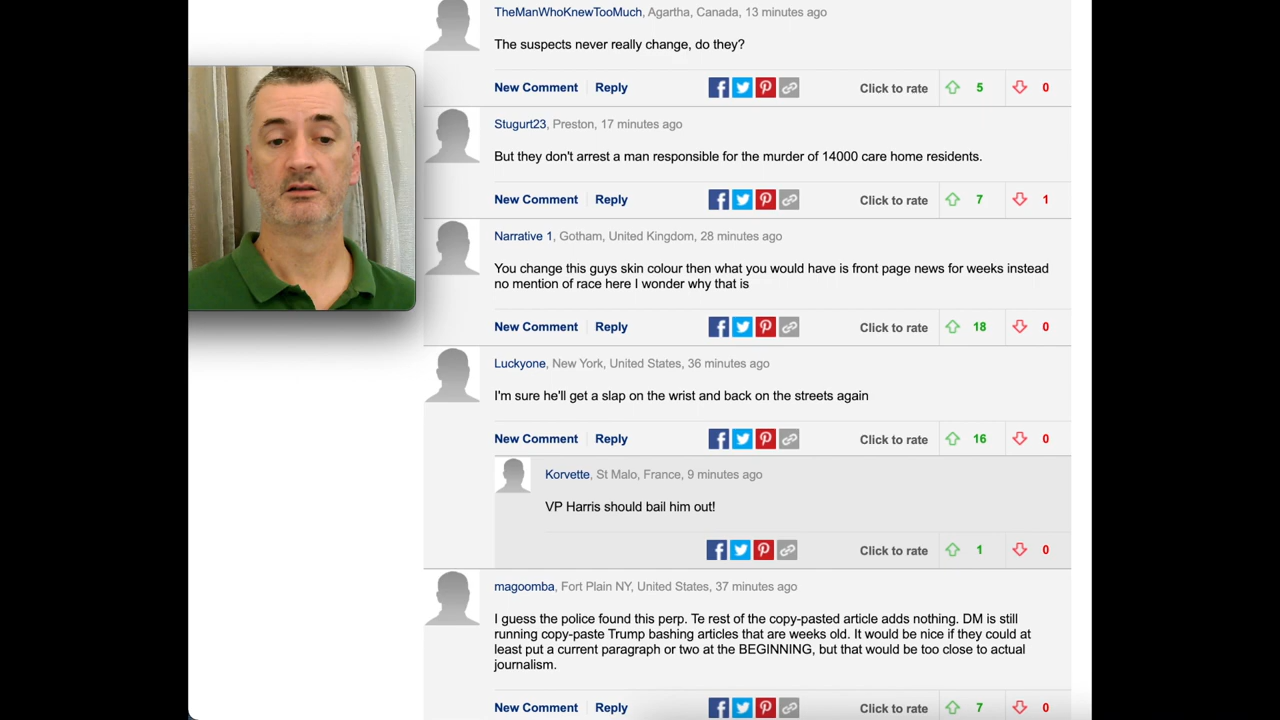 TheManWhoKnewTooMuch, Agartha, Canada, 13 minutes ago
The suspects never really change, do they?
New Comment Reply Click to rate 5 0
Stugurt23, Preston, 17 minutes ago
But they don't arrest a man responsible for the murder of 14000 care home residents.
New Comment Reply Click to rate 7 1
Narrative 1, Gotham, United Kingdom, 28 minutes ago
You change this guys skin colour then what you would have is front page news for weeks instead
no mention of race here I wonder why that is
New Comment Reply Click to rate 18 0
Luckyone, New York, United States, 36 minutes ago
I'm sure he'll get a slap on the wrist and back on the streets again
New Comment Reply Click to rate 16 0
Korvette, St Malo, France, 9 minutes ago
VP Harris should bail him out!
Click to rate 1 0
magoomba, Fort Plain NY, United States, 37 minutes ago
I guess the police found this perp. Te rest of the copy-pasted article adds nothing. DM is still
running copy-paste Trump bashing articles that are weeks old. It would be nice if they could at
least put a current paragraph or two at the BEGINNING, but that would be too close to actual
journalism.
New Comment Reply Click to rate 7 0